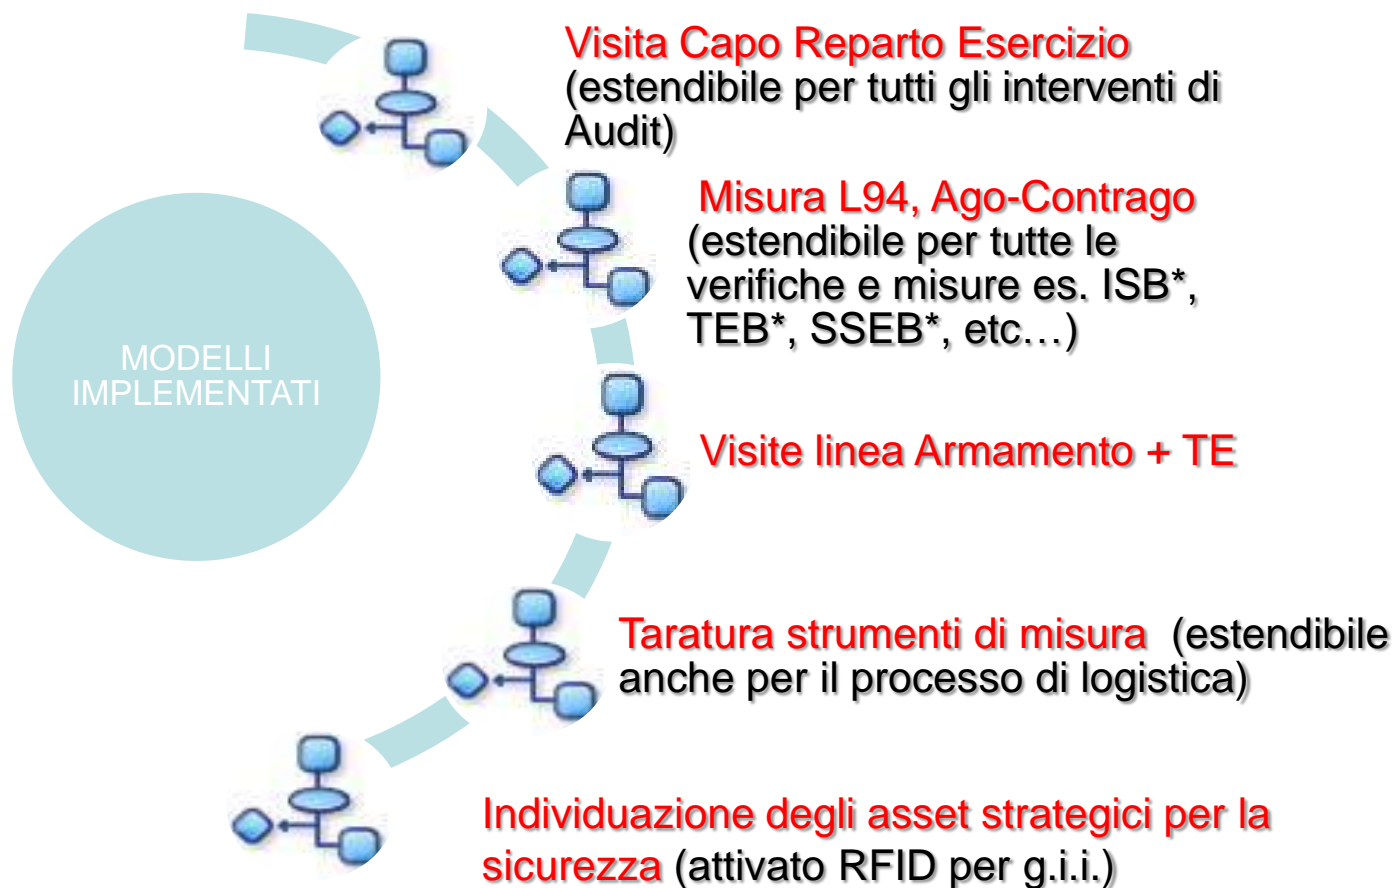 Visita Capo Reparto Esercizio
(estendibile per tutti gli interventi di
Audit)
Misura L94, Ago-Contrago
(estendibile per tutte le
verifiche e misure es. ISB*,
TEB*, SSEB*, etc…)
MODELLI
IMPLEMENTATI
Visite linea Armamento + TE
Taratura strumenti di misura (estendibile
anche per il processo di logistica)
Individuazione degli asset strategici per la
sicurezza (attivato RFID per g.i.i.)